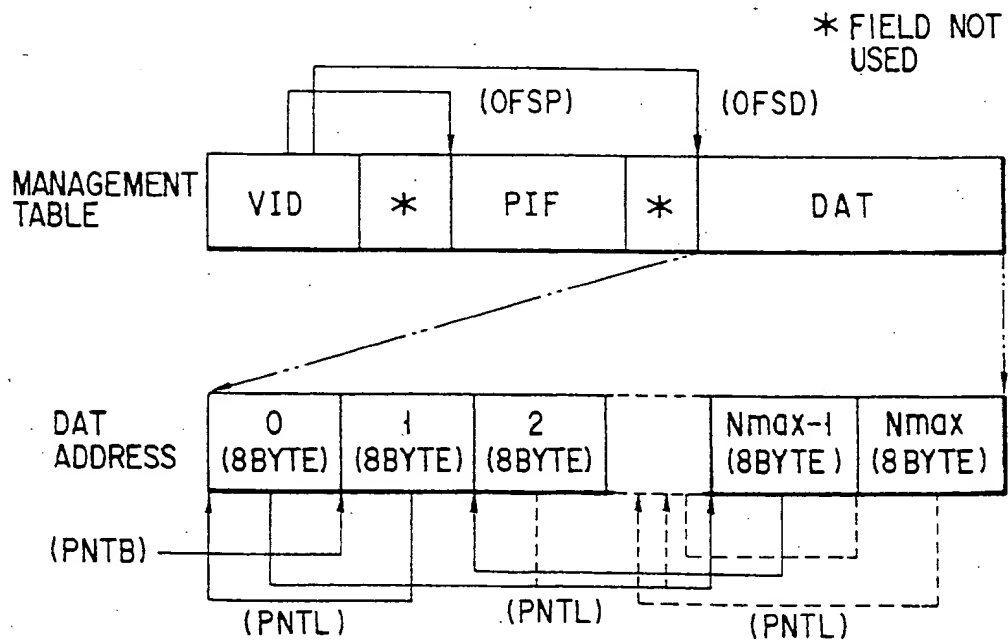 * FIELD NOT
USED
(OFSP)
(OFSD)
MANAGEMENT
TABLE
VID
*
PIF
*
DAT
DAT
ADDRESS
0
(8BYTE)
1
(8BYTE)
2
(8BYTE)
Nmax-1
(8BYTE)
Nmax
(8BYTE)
(PNTB)
(PNTL)
(PNTL)
(PNTL)